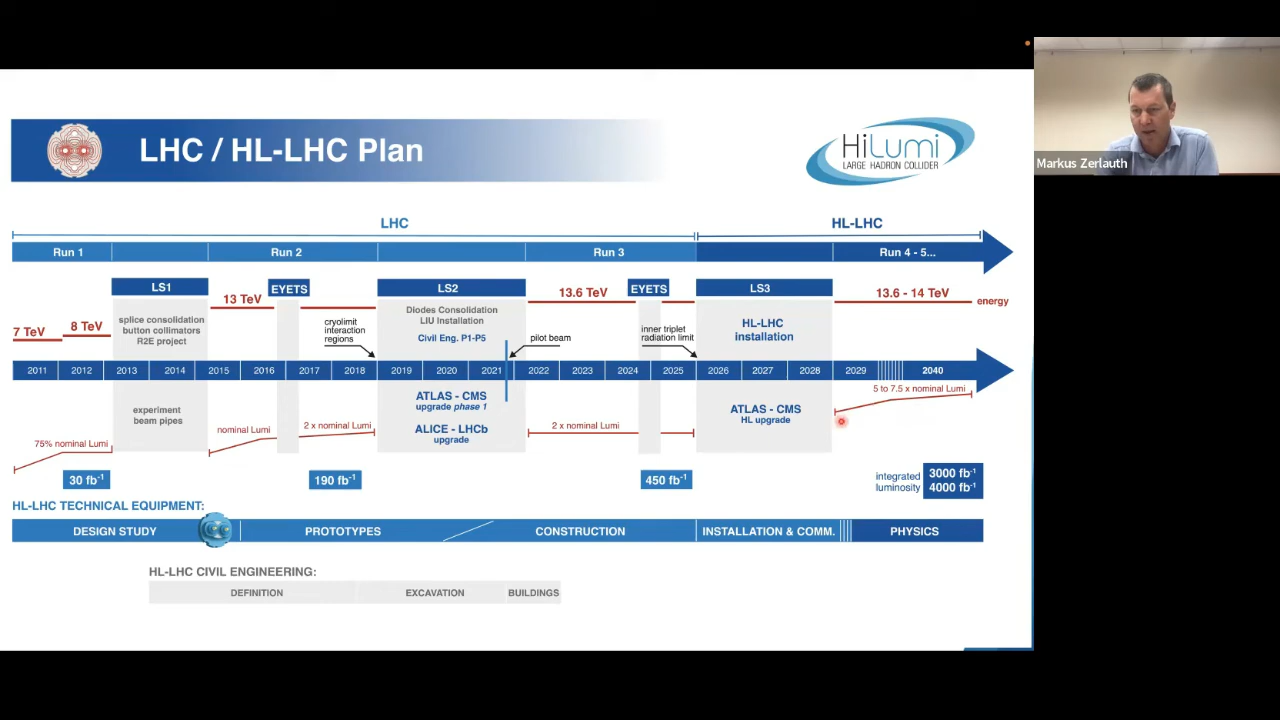 LHC / HL-LHC Plan
HiLumi
LARGE HADRON COLLIDER
Markus Zerlauth
LHC
HL-LHC
Run 1
Run 2
Run 3
Run 4 - 5...
LS1
EYETS
LS2
EYETS
LS3
7 TeV
8 TeV
13 TeV
13.6 TeV
13.6 - 14 TeV
energy
splice consolidation
button collimators
R2E project
cryolimit
interaction
regions
Diodes Consolidation
LIU Installation
Civil Eng. P1-P5
pilot beam
inner triplet
radiation limit
HL-LHC
installation
2011 2012 2013 2014 2015 2016 2017 2018 2019 2020 2021 2022 2023 2024 2025 2026 2027 2028 2029 2040
experiment
beam pipes
ATLAS - CMS
upgrade phase 1
ALICE - LHCb
upgrade
ATLAS - CMS
HL upgrade
75% nominal Lumi
nominal Lumi
2 x nominal Lumi
2 x nominal Lumi
5 to 7.5 x nominal Lumi
30 fb-1
190 fb-1
450 fb-1
integrated
luminosity
3000 fb-1
4000 fb-1
HL-LHC TECHNICAL EQUIPMENT:
DESIGN STUDY
PROTOTYPES
CONSTRUCTION
INSTALLATION & COMM.
PHYSICS
HL-LHC CIVIL ENGINEERING:
DEFINITION
EXCAVATION
BUILDINGS